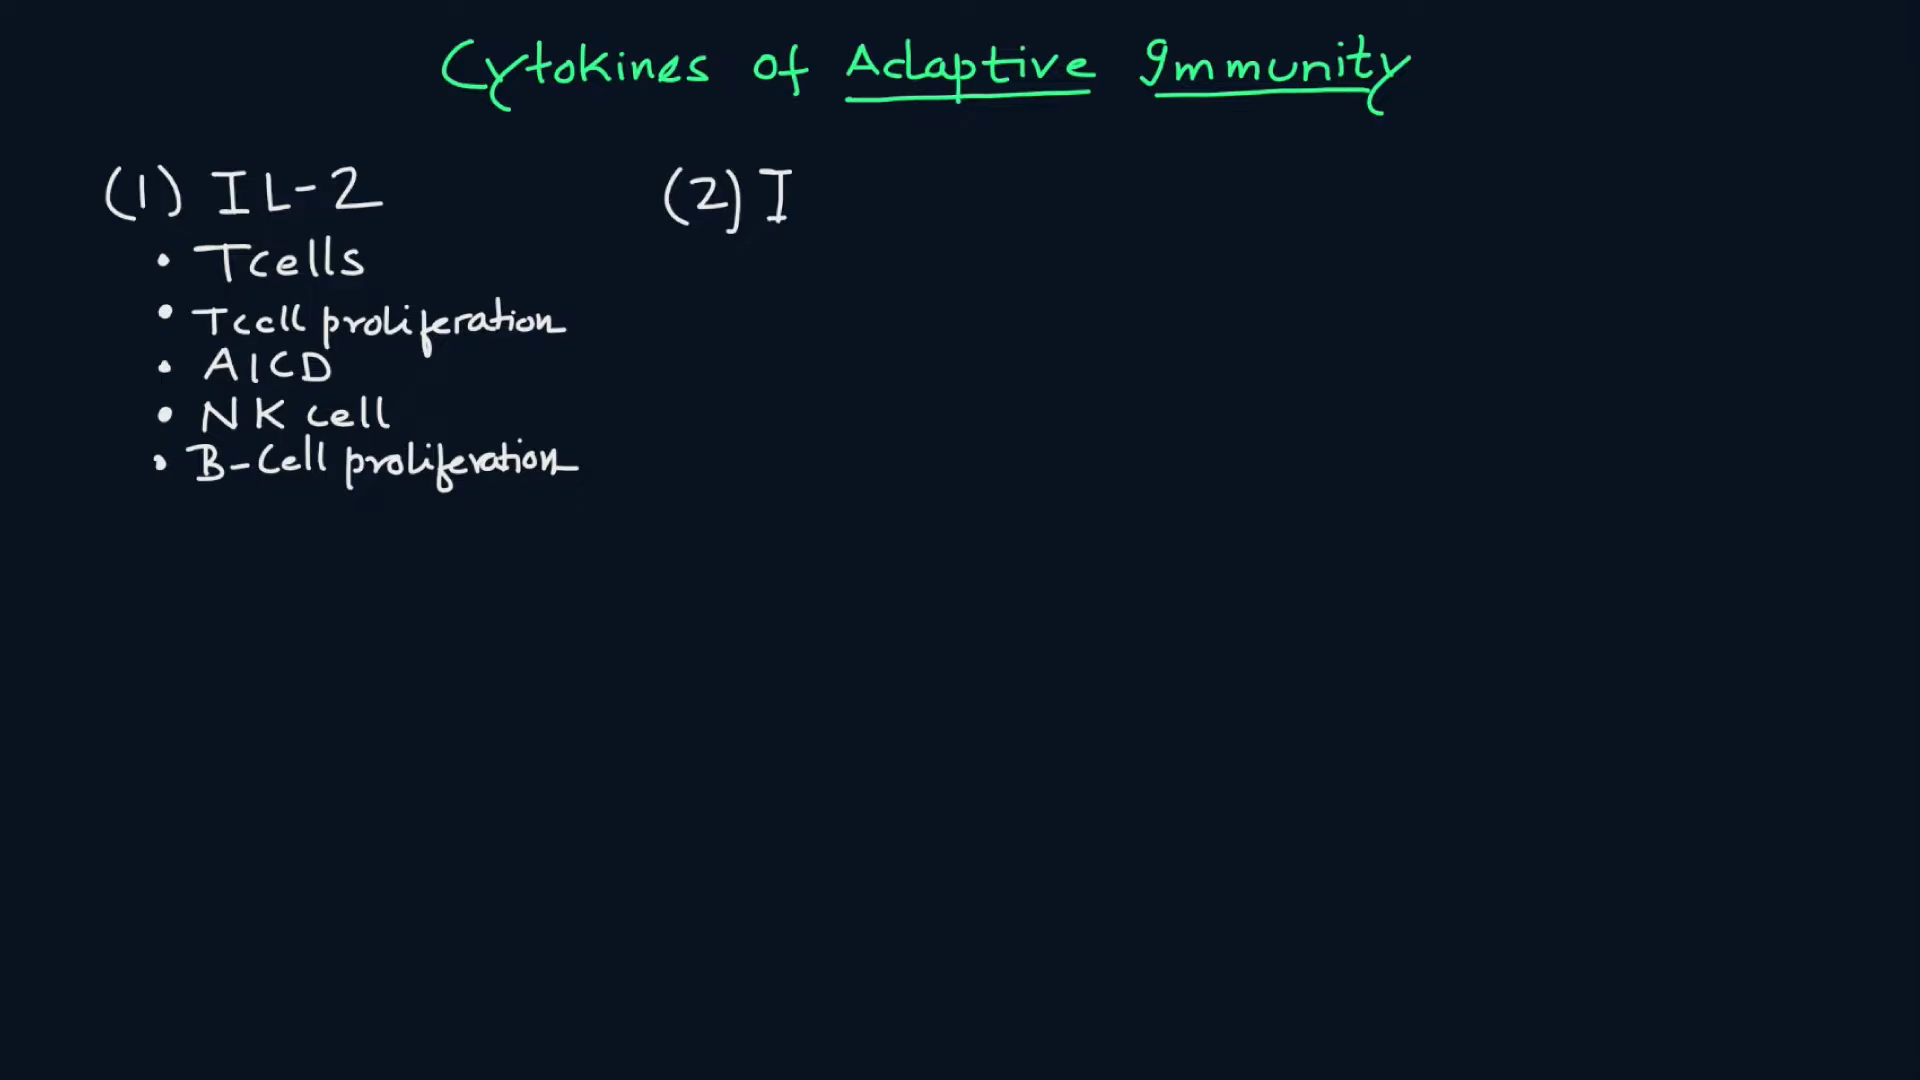 Cytokines of Adaptive Immunity
(1) IL-2
• Tcells
• Tcell proliferation
• AICD
• NK cell
• B-Cell proliferation
(2) I